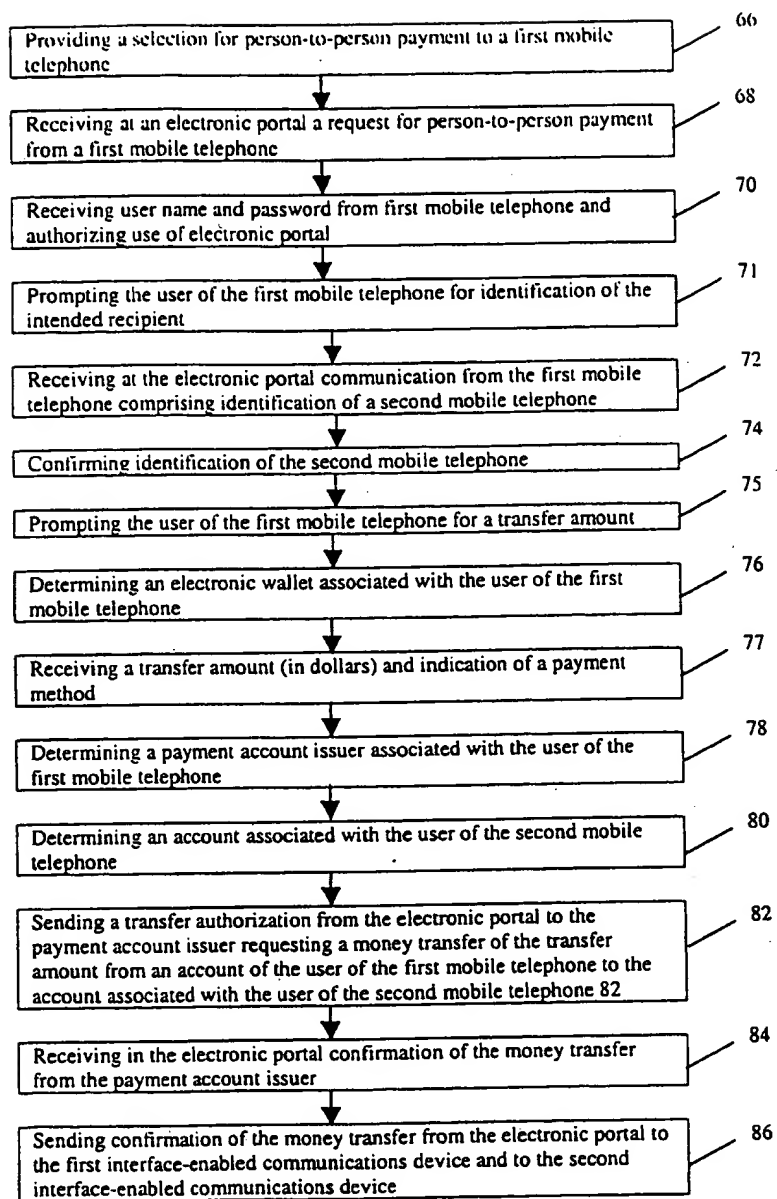 66
Providing a selection for person-to-person payment to a first mobile
telephone
68
Receiving at an electronic portal a request for person-to-person payment
from a first mobile telephone
70
Receiving user name and password from first mobile telephone and
authorizing use of electronic portal
71
Prompting the user of the first mobile telephone for identification of the
intended recipient
72
Receiving at the electronic portal communication from the first mobile
telephone comprising identification of a second mobile telephone
74
Confirming identification of the second mobile telephone
75
Prompting the user of the first mobile telephone for a transfer amount
76
Determining an electronic wallet associated with the user of the first
mobile telephone
77
Receiving a transfer amount (in dollars) and indication of a payment
method
78
Determining a payment account issuer associated with the user of the
first mobile telephone
80
Determining an account associated with the user of the second mobile
telephone
82
Sending a transfer authorization from the electronic portal to the
payment account issuer requesting a money transfer of the transfer
amount from an account of the user of the first mobile telephone to the
account associated with the user of the second mobile telephone 82
84
Receiving in the electronic portal confirmation of the money transfer
from the payment account issuer
86
Sending confirmation of the money transfer from the electronic portal to
the first interface-enabled communications device and to the second
interface-enabled communications device